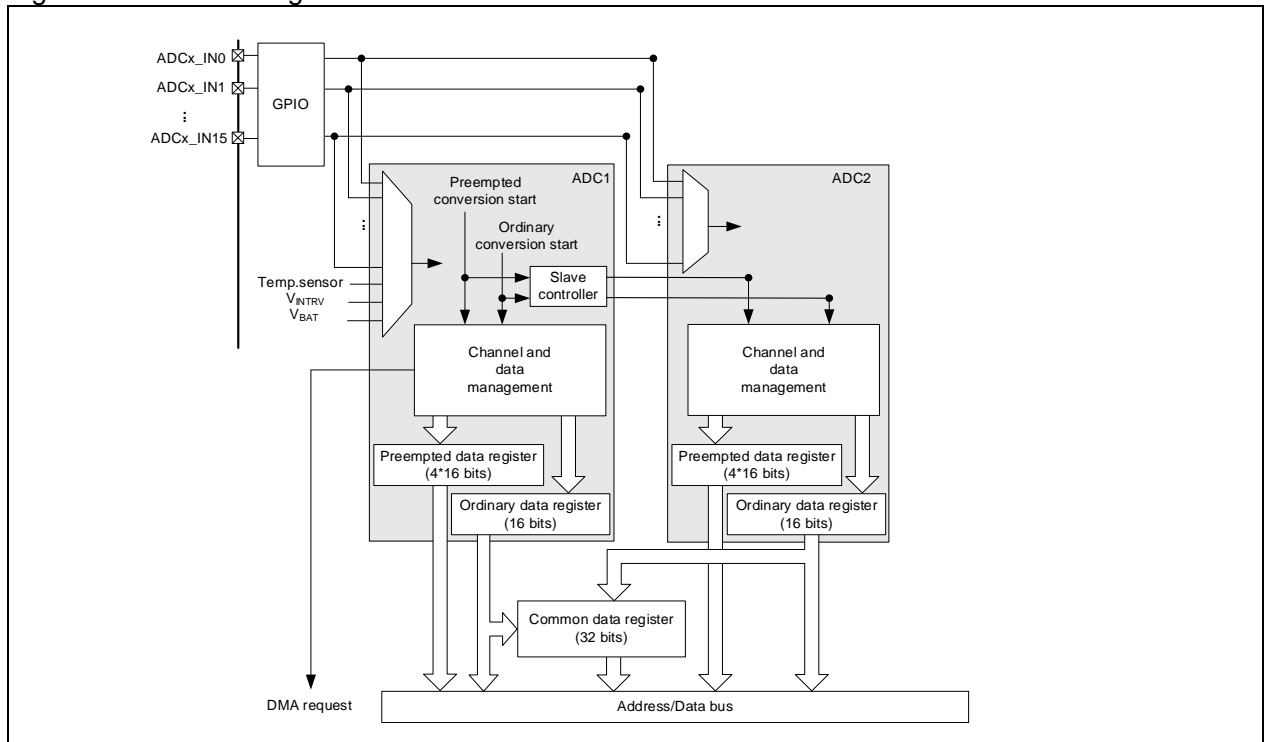 ADCx_IN0
ADCx_IN1
ADCx_IN15
GPIO
ADC1
Preempted
conversion start
Ordinary
conversion start
Slave
controller
Temp.sensor
VINTRV
VBAT
Channel and
data
management
Preempted data register
(4*16 bits)
Ordinary data register
(16 bits)
ADC2
Channel and
data
management
Preempted data register
(4*16 bits)
Ordinary data register
(16 bits)
Common data register
(32 bits)
DMA request
Address/Data bus